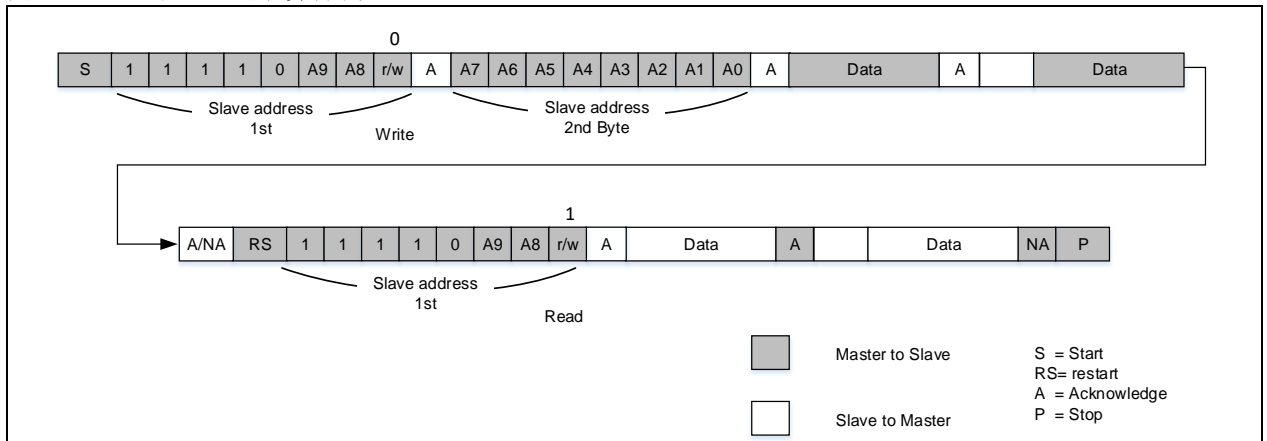 0
S 1 1 1 1 0 A9 A8 r/w A A7 A6 A5 A4 A3 A2 A1 A0 A Data A Data
Slave address
1st
Write
Slave address
2nd Byte
1
A/NA RS 1 1 1 1 0 A9 A8 r/w A Data A Data NA P
Slave address
1st
Read
Master to Slave
Slave to Master
S = Start
RS= restart
A = Acknowledge
P = Stop